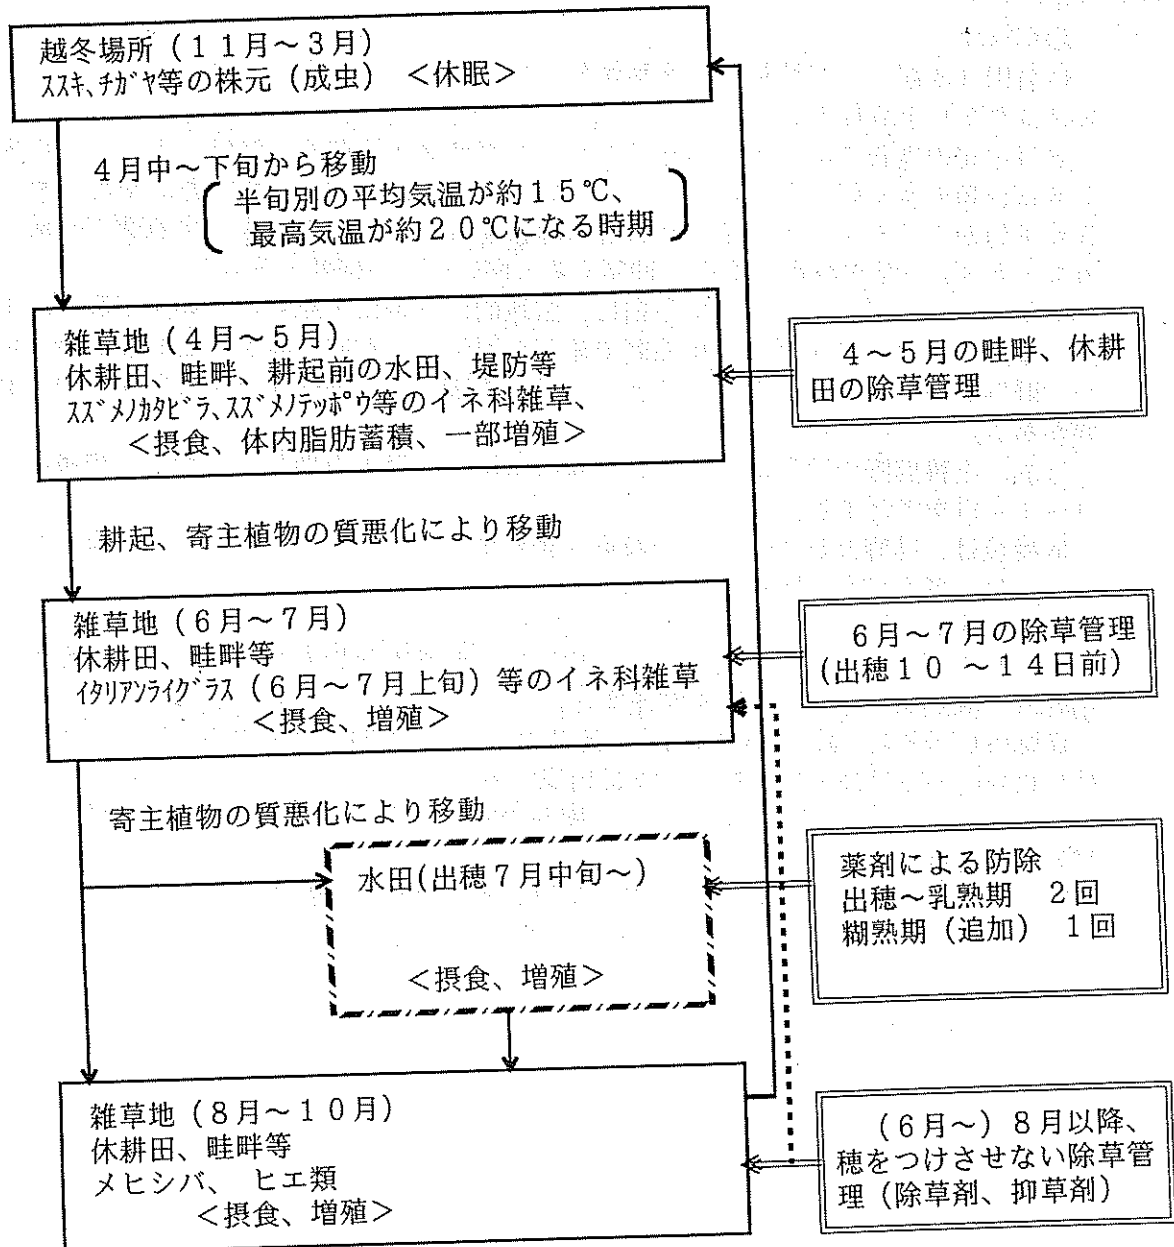 越冬場所（１１月～３月）
ｽｽｷ、ﾁｶﾞﾔ等の株元（成虫） ＜休眠＞
４月中～下旬から移動
半旬別の平均気温が約１５℃、
最高気温が約２０℃になる時期
雑草地（４月～５月）
休耕田、畦畔、耕起前の水田、堤防等
ｽｽﾞﾒﾉｶﾀﾋﾞﾗ、ｽｽﾞﾒﾉﾃｯﾎﾟｳ等のイネ科雑草、
＜摂食、体内脂肪蓄積、一部増殖＞
４～５月の畦畔、休耕
田の除草管理
耕起、寄主植物の質悪化により移動
雑草地（６月～７月）
休耕田、畦畔等
ｲﾀﾘｱﾝﾗｲｸﾞﾗｽ（６月～７月上旬）等のイネ科雑草
＜摂食、増殖＞
６月～７月の除草管理
(出穂１０ ～１４日前）
寄主植物の質悪化により移動
水田(出穂７月中旬～）
＜摂食、増殖＞
薬剤による防除
出穂～乳熟期 ２回
糊熟期（追加） １回
雑草地（８月～１０月）
休耕田、畦畔等
メヒシバ、 ヒエ類
＜摂食、増殖＞
（６月～）８月以降、
穂をつけさせない除草管
理（除草剤、抑草剤）